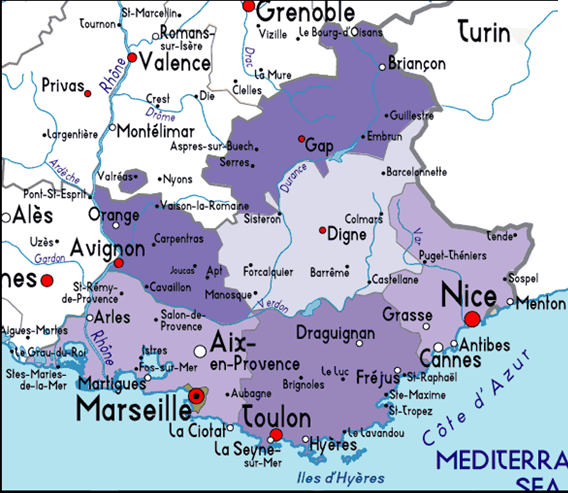 St-Marcellin
Grenoble
Tournon
Romans-
sur-Isère
Vizille
Le Bourg-d'Oisans
Turin
Drac
Valence
Rhône
Briançon
La Mure
Privas
Clelles
Crest
Die
Drôme
Guillestre
Largentière
Montélimar
Embrun
Aspres-sur-Buech
Gap
Serres
Ardèche
Durance
Barcelonnette
Valréas
Nyons
Pont-St-Esprit
Vaison-la-Romaine
Alès
Orange
Sisteron
Colmars
Digne
Var
Tende
Uzès
Carpentras
Avignon
Gardon
Puget-Théniers
Joucas
Apt
Forcalquier
Barrême
Sospel
nes
St-Rémy-
de-Provence
Cavaillon
Manosque
Castellane
Nice
Menton
Verdon
Arles
Salon-de-
Provence
Grasse
Aigues-Mortes
Rhône
Draguignan
Antibes
Le Grau-du-Roi
Istres
Aix-
en-Provence
Cannes
Fos-sur-Mer
Le Luc
Stes-Maries-
de-la-Mer
Martigues
Brignoles
Fréjus
St-Raphaël
Côte d'Azur
Marseille
Aubagne
Ste-Maxime
St-Tropez
Toulon
La Ciotat
Le Lavandou
La Seyne-
sur-Mer
Hyères
MEDITERRA
SEA
Iles d'Hyères